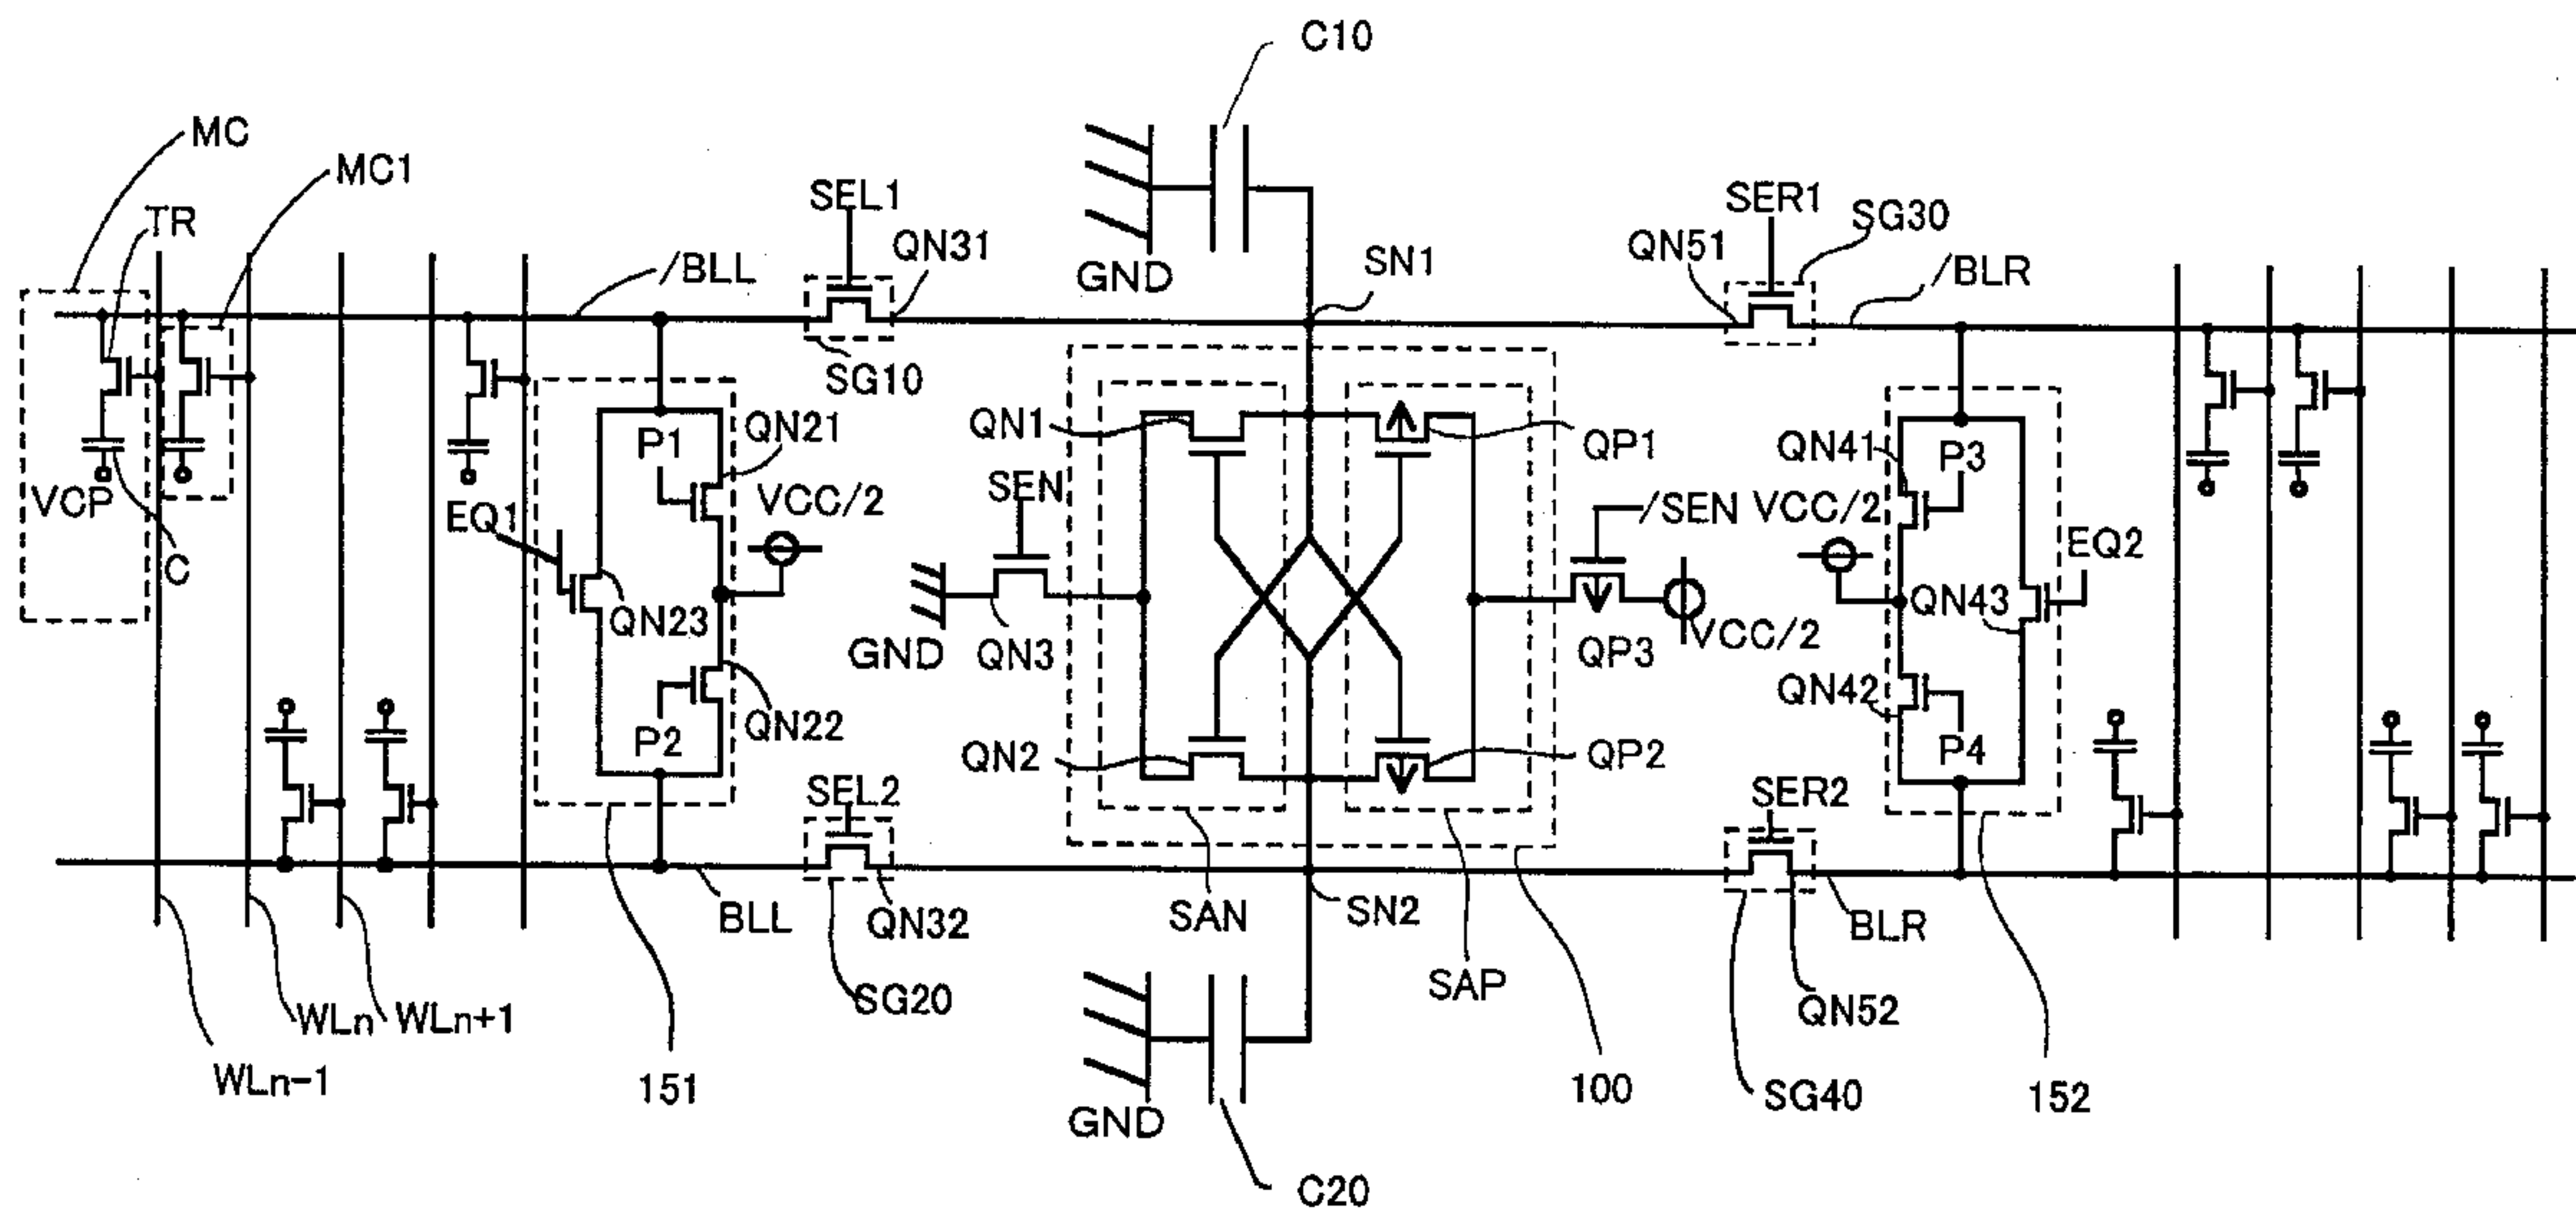 C10
MC
MC1
TR
SEL1
QN31
/BLL
GND
SN1
SER1
SG30
QN51
/BLR
SG10
QN1
QP1
P1
QN21
VCC/2
SEN
/SEN
VCC/2
QN41
P3
VCP
C
EQ1
EQ2
QN23
GND
QN3
QP3
VCC/2
QN43
P2
QN22
QN2
QP2
QN42
P4
SEL2
SER2
BLL
QN32
SAN
SN2
BLR
SG20
SAP
QN52
WLn
WLn+1
WLn-1
151
GND
100
SG40
152
C20